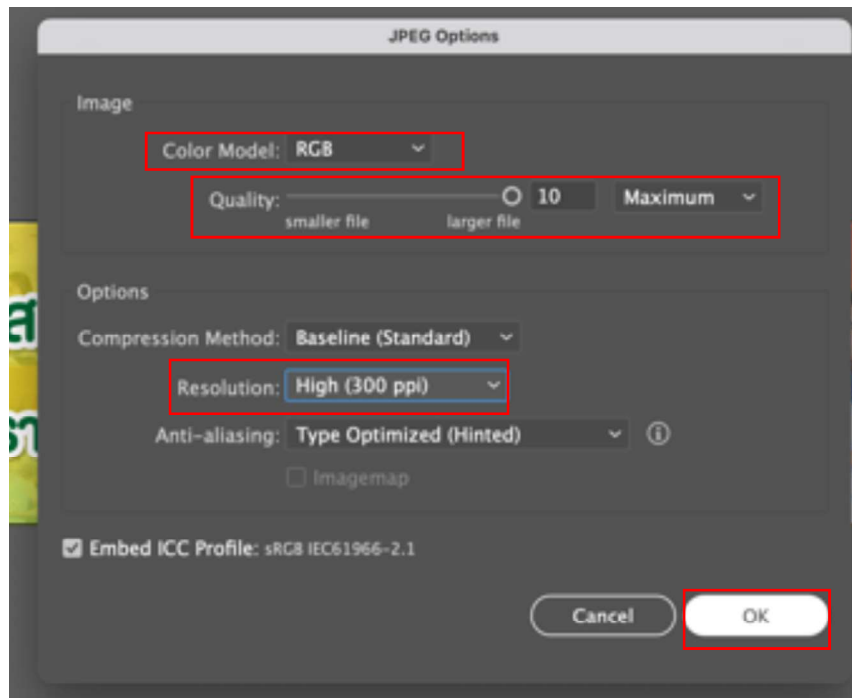 JPEG Options
Image
Color Model: RGB
Quality: 10 Maximum
smaller file larger file
Options
Compression Method: Baseline (Standard)
Resolution: High (300 ppi)
Anti-aliasing: Type Optimized (Hinted)
Imagemap
Embed ICC Profile: sRGB IEC61966-2.1
Cancel OK